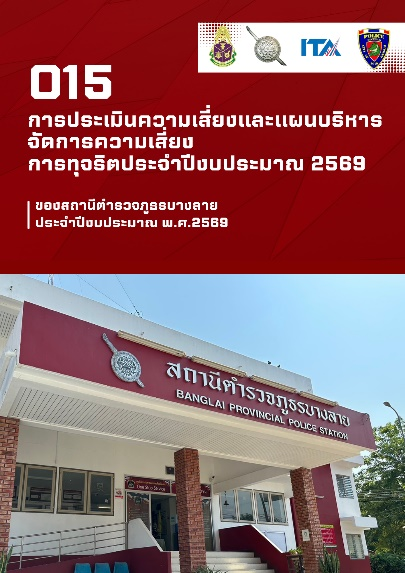 ITA
POLICE
O15
การประเมินความเสี่ยงและแผนบริหาร
จัดการความเสี่ยง
การทุจริตประจำปีงบประมาณ 2569
ของสถานีตำรวจภูธรบางลาย
ประจำปีงบประมาณ พ.ศ.2569
สถานีตำรวจภูธรบางลาย
BANGLAI PROVINCIAL POLICE STATION
One Stop Service